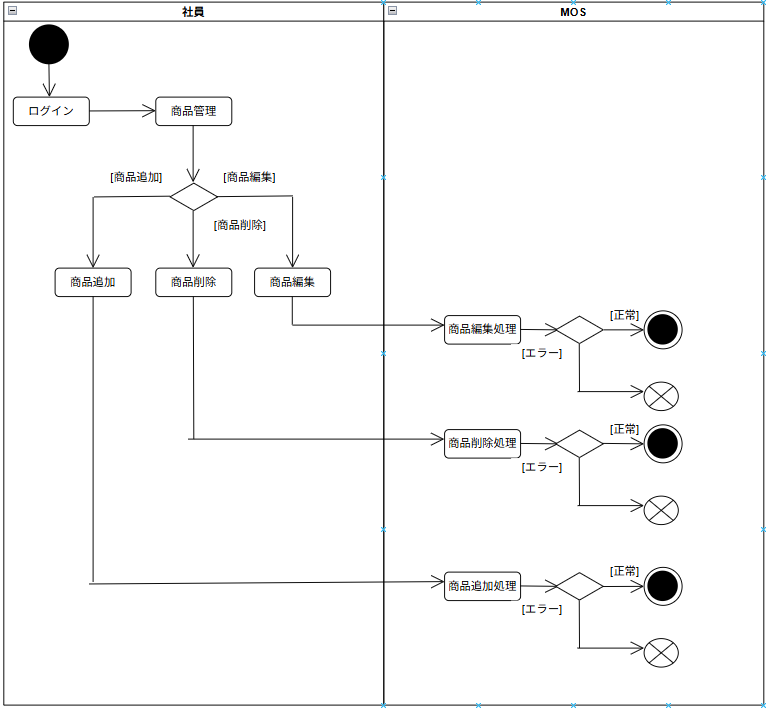 社員
MOS
ログイン
商品管理
[商品追加]
[商品編集]
[商品削除]
商品追加
商品削除
商品編集
商品編集処理
[正常]
[エラー]
商品削除処理
[正常]
[エラー]
商品追加処理
[正常]
[エラー]